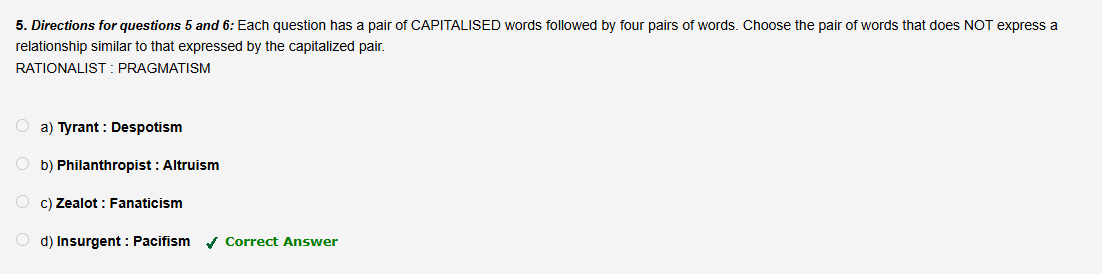 5. Directions for questions 5 and 6: Each question has a pair of CAPITALISED words followed by four pairs of words. Choose the pair of words that does NOT express a
relationship similar to that expressed by the capitalized pair.
RATIONALIST : PRAGMATISM
a) Tyrant : Despotism
b) Philanthropist : Altruism
c) Zealot : Fanaticism
d) Insurgent : Pacifism ✓ Correct Answer